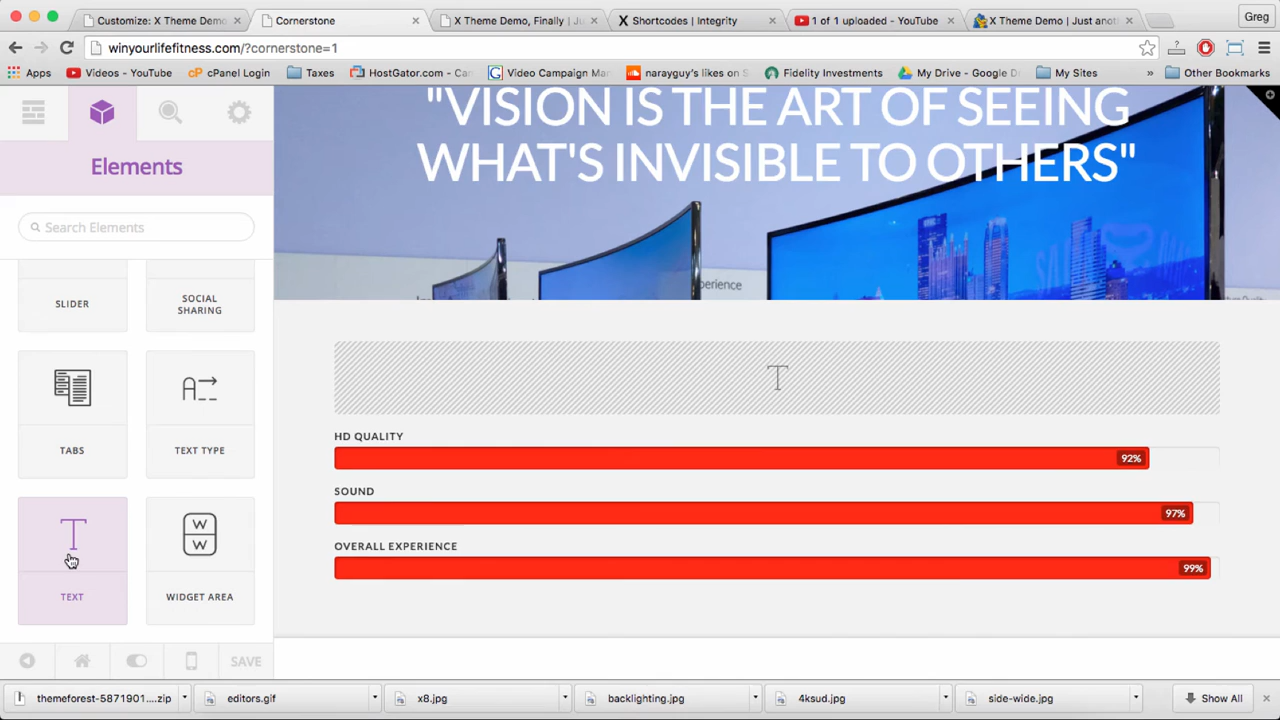 Customize: X Theme Demo,
Cornerstone
X Theme Demo, Finally | Ju
Shortcodes | Integrity
1 of 1 uploaded - YouTube
X Theme Demo | Just anot
Greg
winyourlifefitness.com/?cornerstone=1
Apps
Videos - YouTube
cPanel Login
Taxes
HostGator.com - Ca
Video Campaign Ma
narayguy's likes on S
Fidelity Investments
My Drive - Google D
My Sites
»
Other Bookmarks
Elements
Search Elements
SLIDER
SOCIAL
SHARING
TABS
TEXT TYPE
TEXT
WIDGET AREA
SAVE
"VISION IS THE ART OF SEEING
WHAT'S INVISIBLE TO OTHERS"
xperience
HD QUALITY
92%
SOUND
97%
OVERALL EXPERIENCE
99%
themeforest-5871901....zip
editors.gif
x8.jpg
backlighting.jpg
4ksud.jpg
side-wide.jpg
Show All